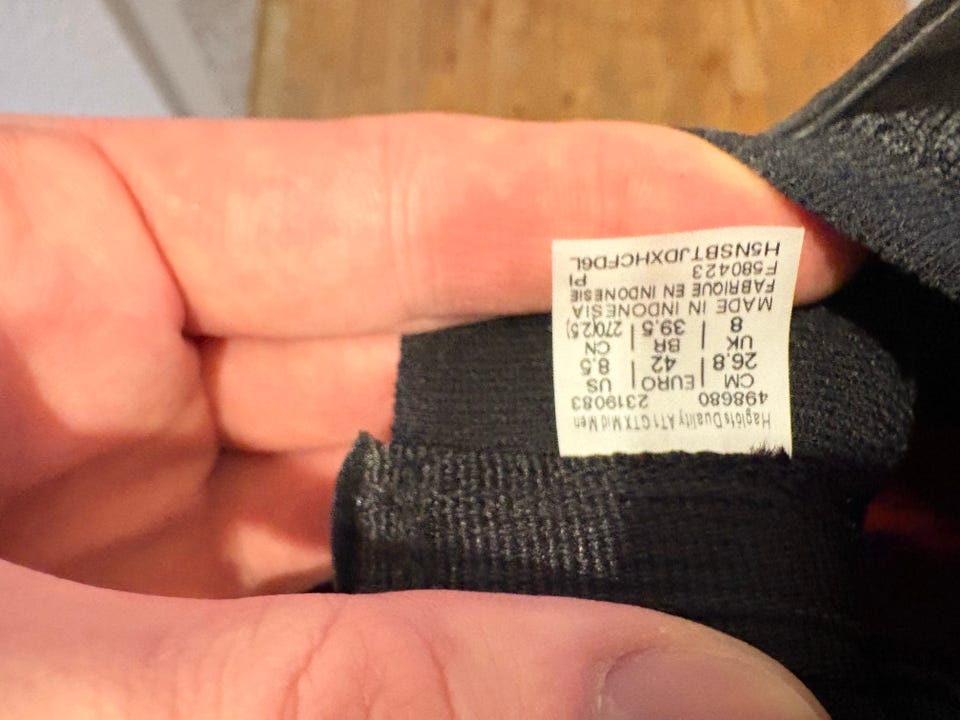 Haglöfs Duality AT1 GTX Mid Men
498680 2319083
CM | EURO | US
26.8 | 42 | 8.5
UK | BR | CN
8 | 39.5 | 270(2.5)
MADE IN INDONESIA
FABRIQUE EN INDONESIE
F580423 PI
H5NSBTJDXHCFD6L